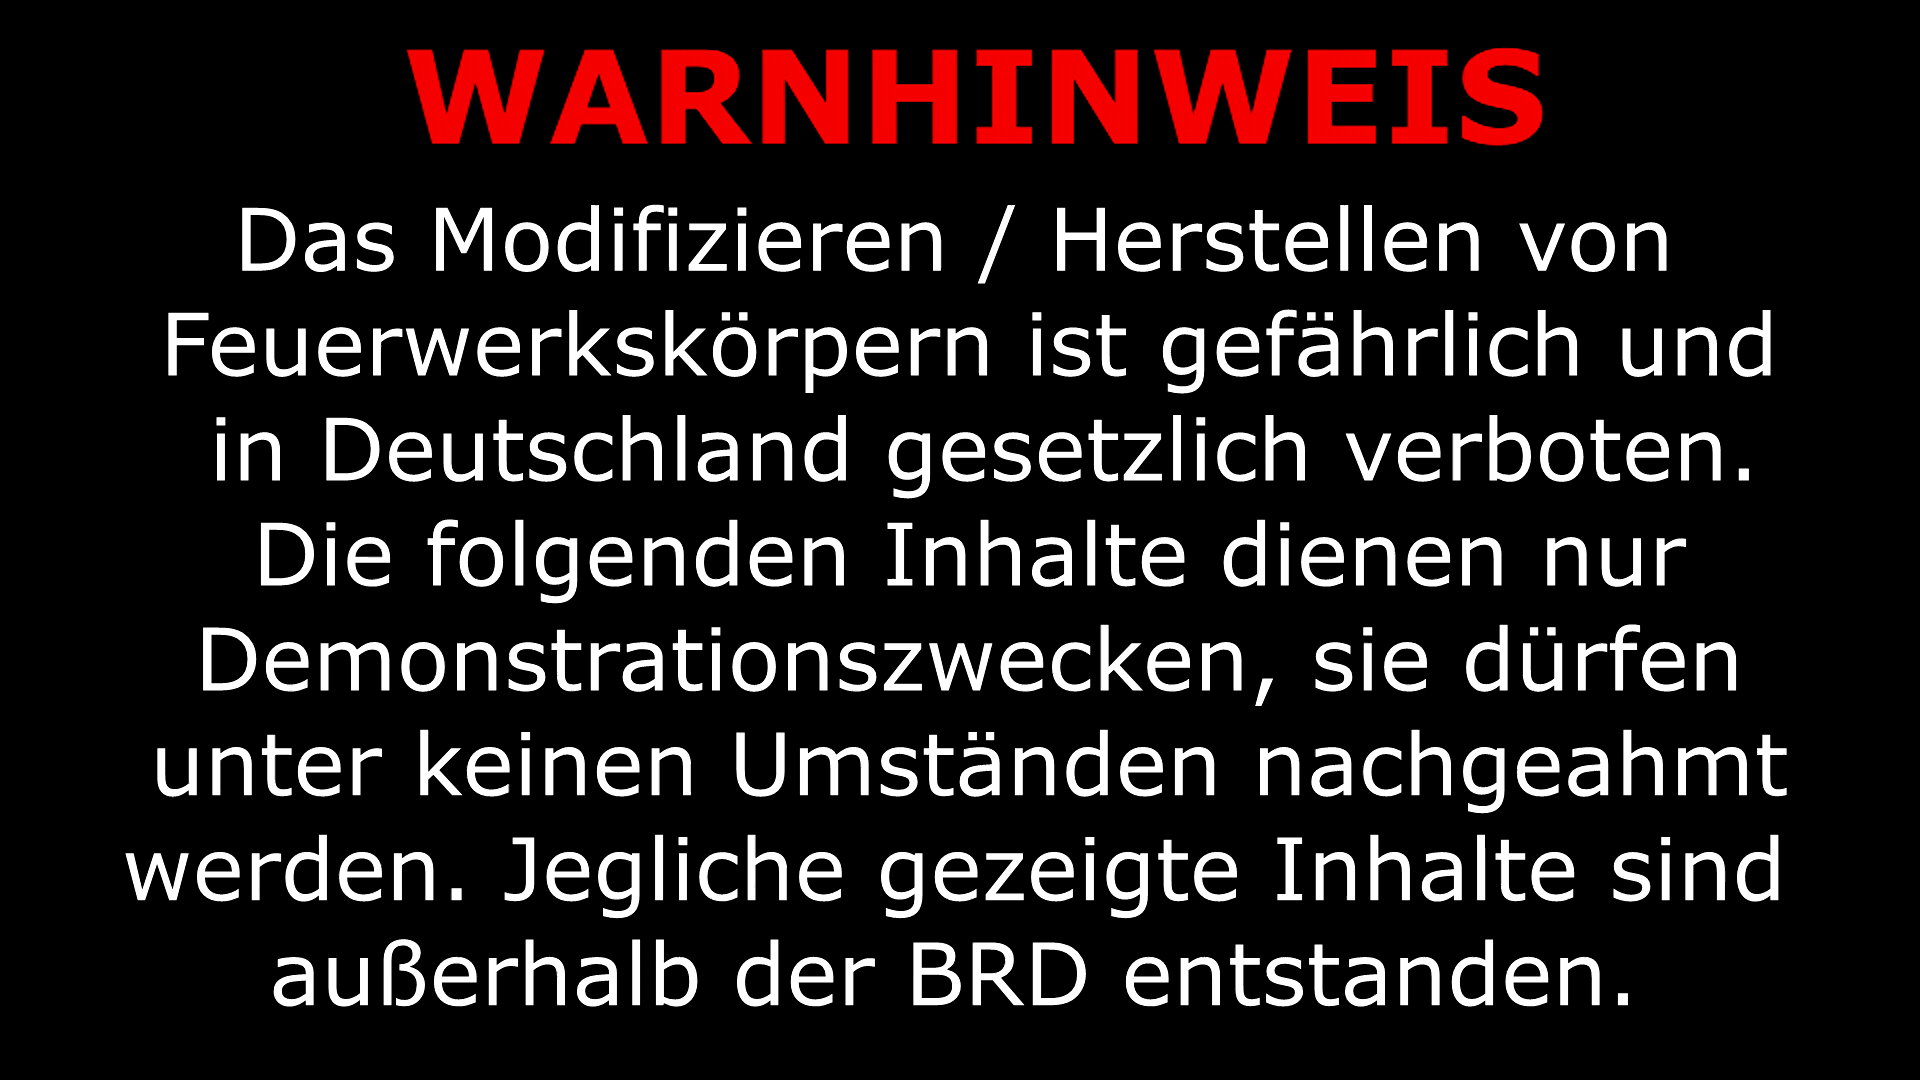 WARNHINWEIS
Das Modifizieren / Herstellen von
Feuerwerkskörpern ist gefährlich und
in Deutschland gesetzlich verboten.
Die folgenden Inhalte dienen nur
Demonstrationszwecken, sie dürfen
unter keinen Umständen nachgeahmt
werden. Jegliche gezeigte Inhalte sind
außerhalb der BRD entstanden.